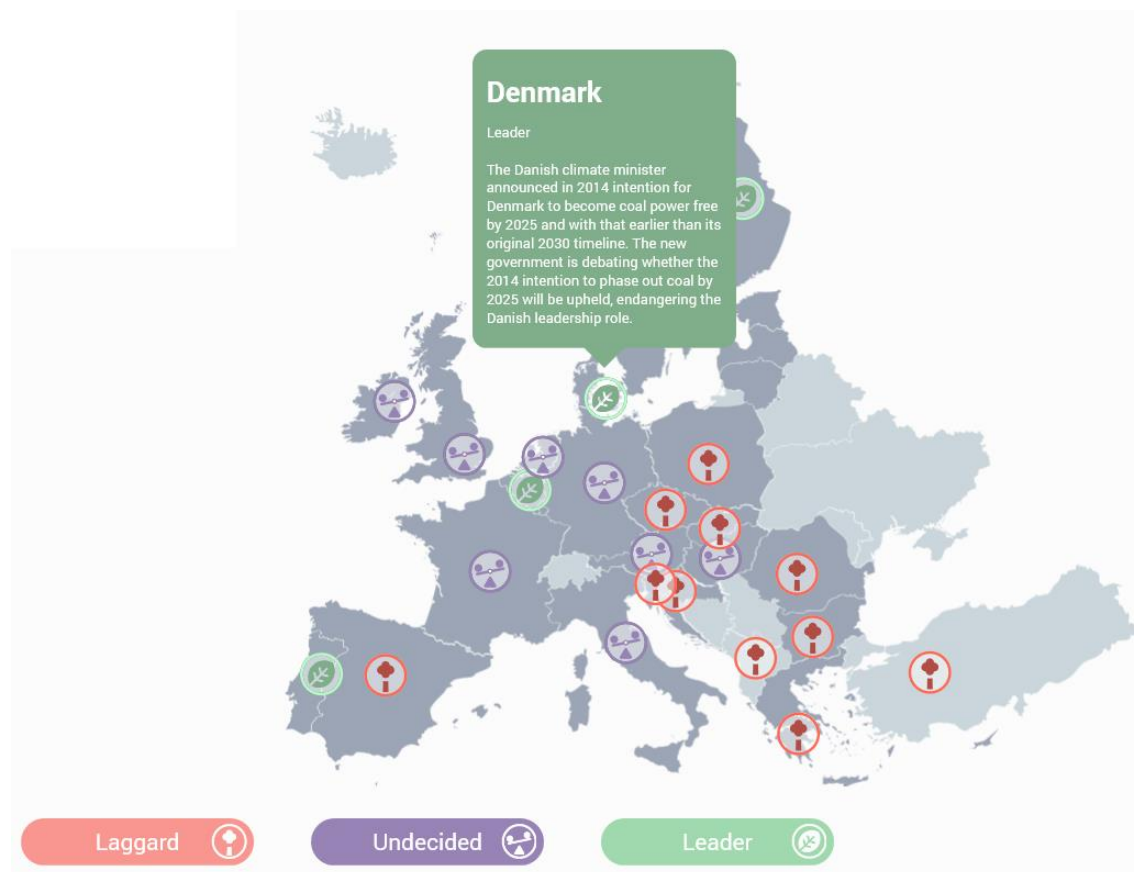 Denmark
Leader
The Danish climate minister
announced in 2014 intention for
Denmark to become coal power free
by 2025 and with that earlier than its
original 2030 timeline. The new
government is debating whether the
2014 intention to phase out coal by
2025 will be upheld, endangering the
Danish leadership role.
Laggard
Undecided
Leader